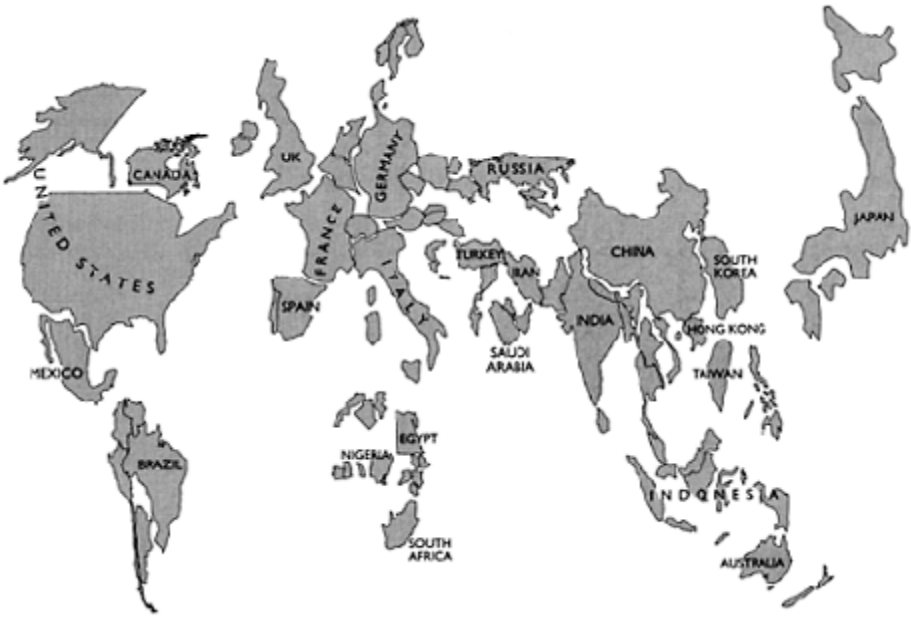 UNITED STATES
CANADA
MEXICO
BRAZIL
UK
FRANCE
GERMANY
SPAIN
ITALY
RUSSIA
TURKEY
IRAN
SAUDI
ARABIA
CHINA
INDIA
SOUTH
KOREA
JAPAN
HONG KONG
TAIWAN
NIGERIA
EGYPT
SOUTH
AFRICA
INDONESIA
AUSTRALIA